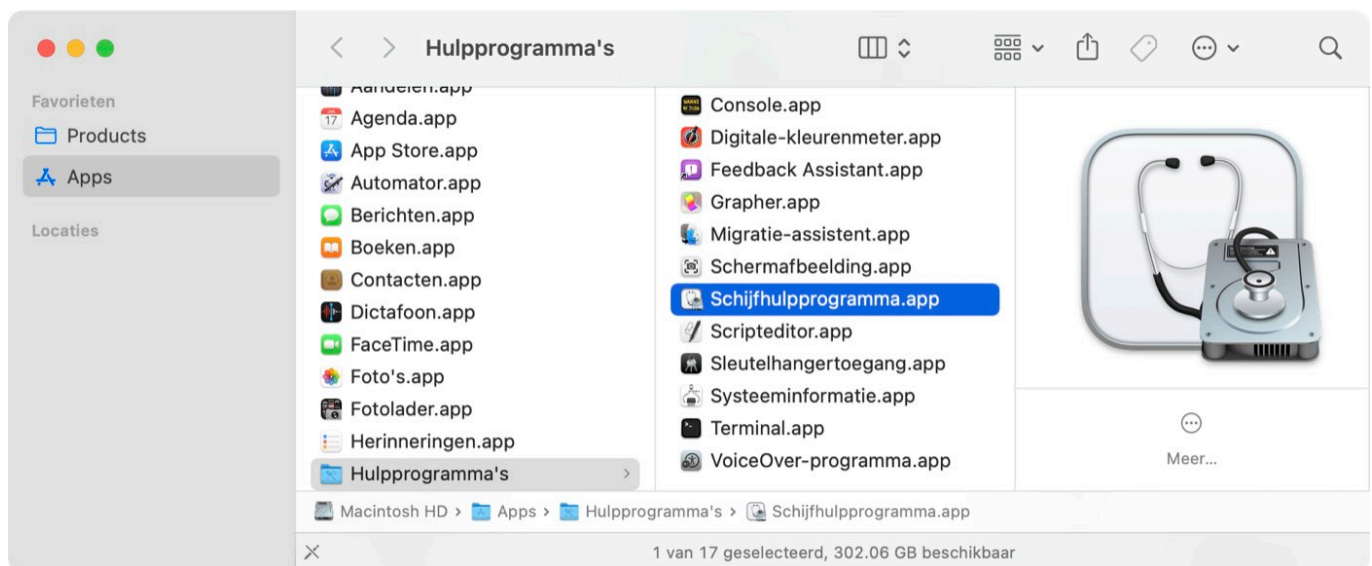 Hulpprogramma's
Favorieten
Products
Apps
Locaties
Aandelen.app
Agenda.app
App Store.app
Automator.app
Berichten.app
Boeken.app
Contacten.app
Dictafoon.app
FaceTime.app
Foto's.app
Fotolader.app
Herinneringen.app
Hulpprogramma's
Console.app
Digitale-kleurenmeter.app
Feedback Assistant.app
Grapher.app
Migratie-assistent.app
Schermafbeelding.app
Schijfhulpprogramma.app
Scripteditor.app
Sleutelhangertoegang.app
Systeeminformatie.app
Terminal.app
VoiceOver-programma.app
Meer...
Macintosh HD › Apps › Hulpprogramma's › Schijfhulpprogramma.app
1 van 17 geselecteerd, 302.06 GB beschikbaar